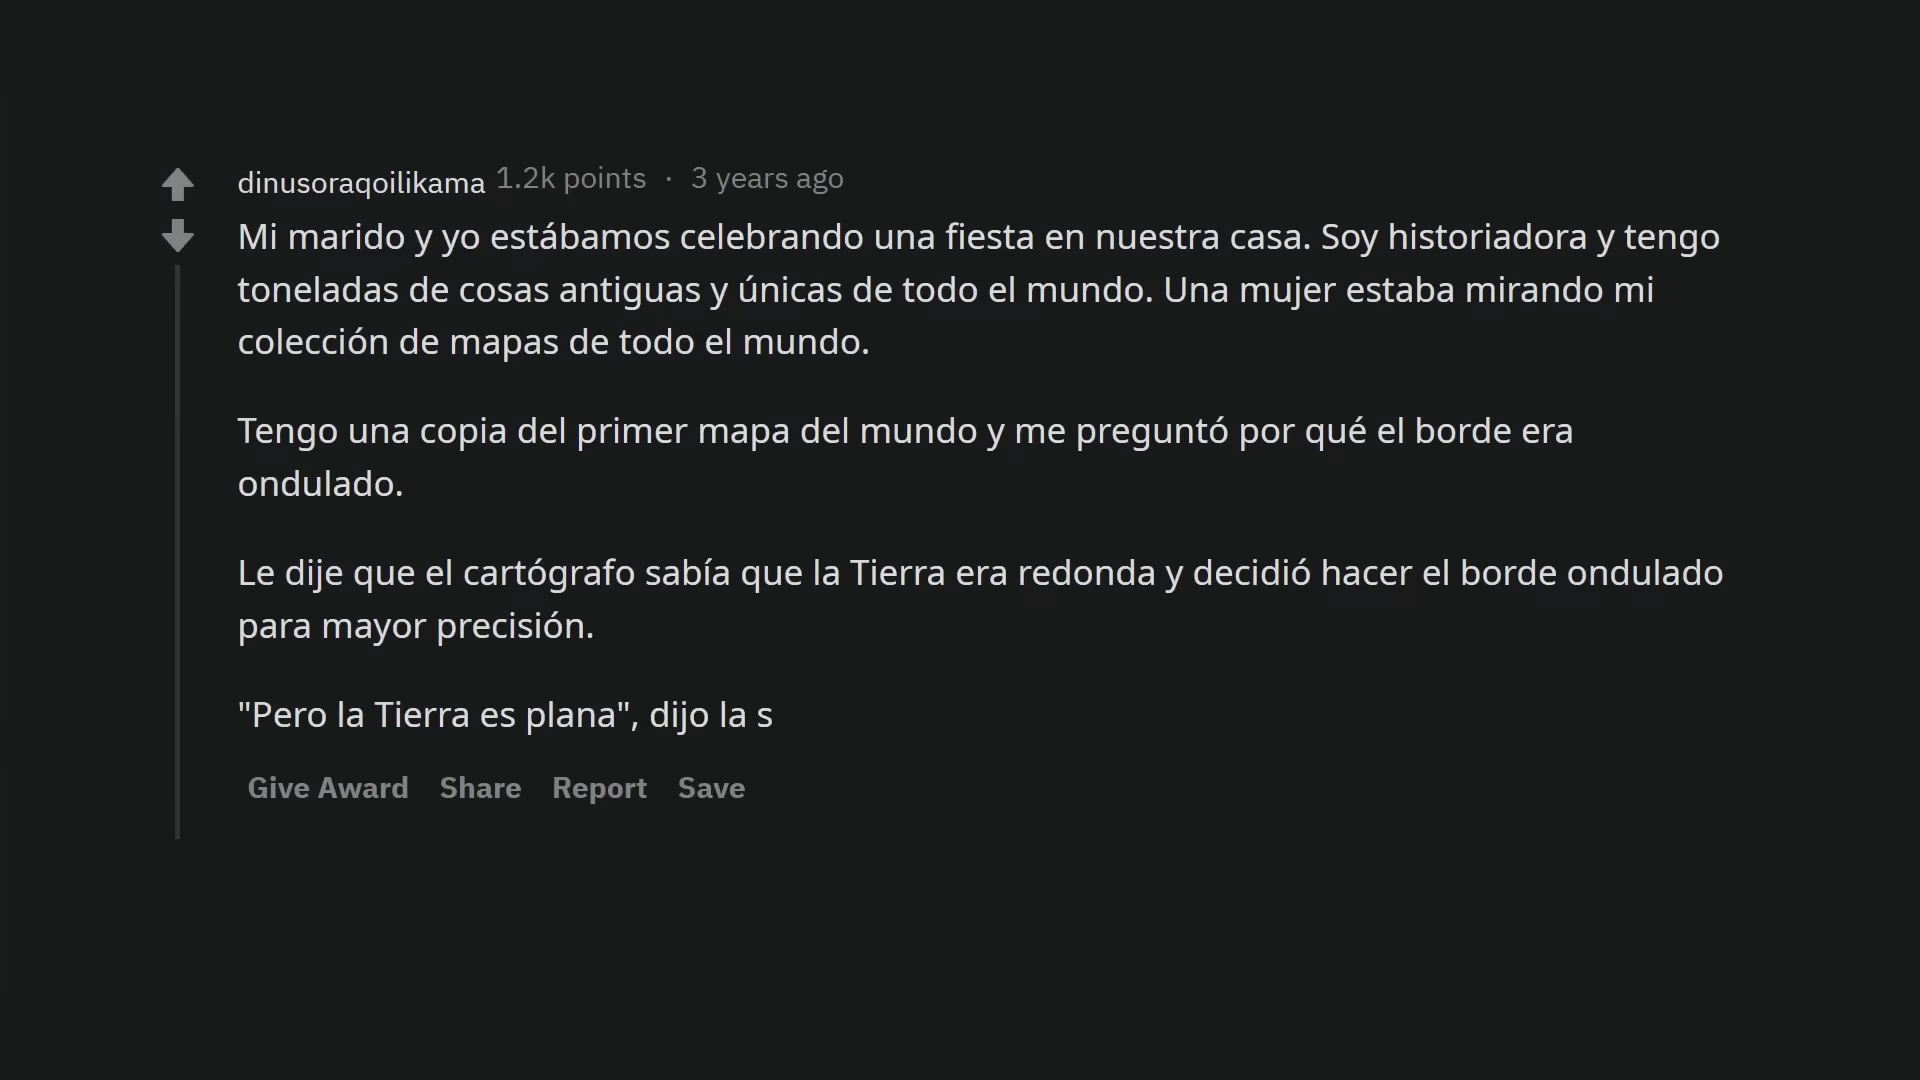 dinusoraqoilikama 1.2k points · 3 years ago
Mi marido y yo estábamos celebrando una fiesta en nuestra casa. Soy historiadora y tengo
toneladas de cosas antiguas y únicas de todo el mundo. Una mujer estaba mirando mi
colección de mapas de todo el mundo.
Tengo una copia del primer mapa del mundo y me preguntó por qué el borde era
ondulado.
Le dije que el cartógrafo sabía que la Tierra era redonda y decidió hacer el borde ondulado
para mayor precisión.
"Pero la Tierra es plana", dijo la s
Give Award Share Report Save